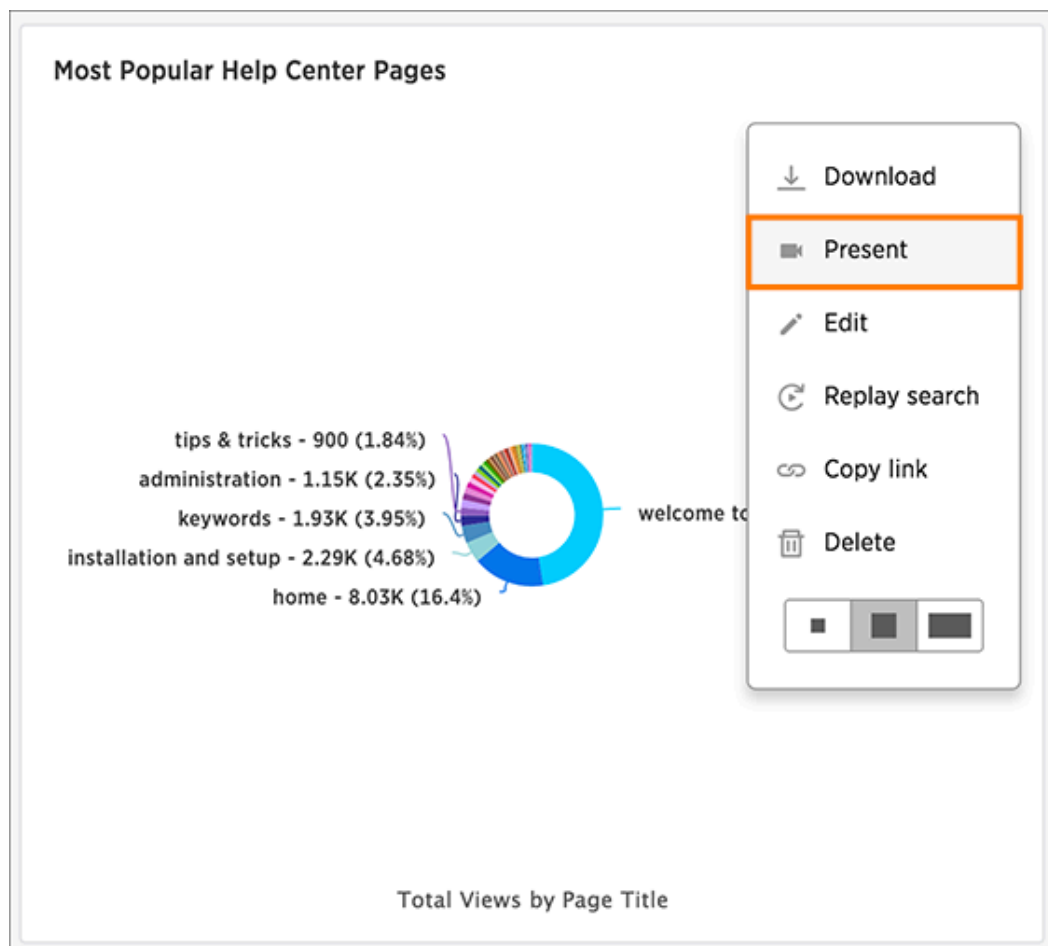 Most Popular Help Center Pages
Download
Present
Edit
Replay search
Copy link
Delete
tips & tricks - 900 (1.84%)
administration - 1.15K (2.35%)
keywords - 1.93K (3.95%)
installation and setup - 2.29K (4.68%)
home - 8.03K (16.4%)
welcome to
Total Views by Page Title